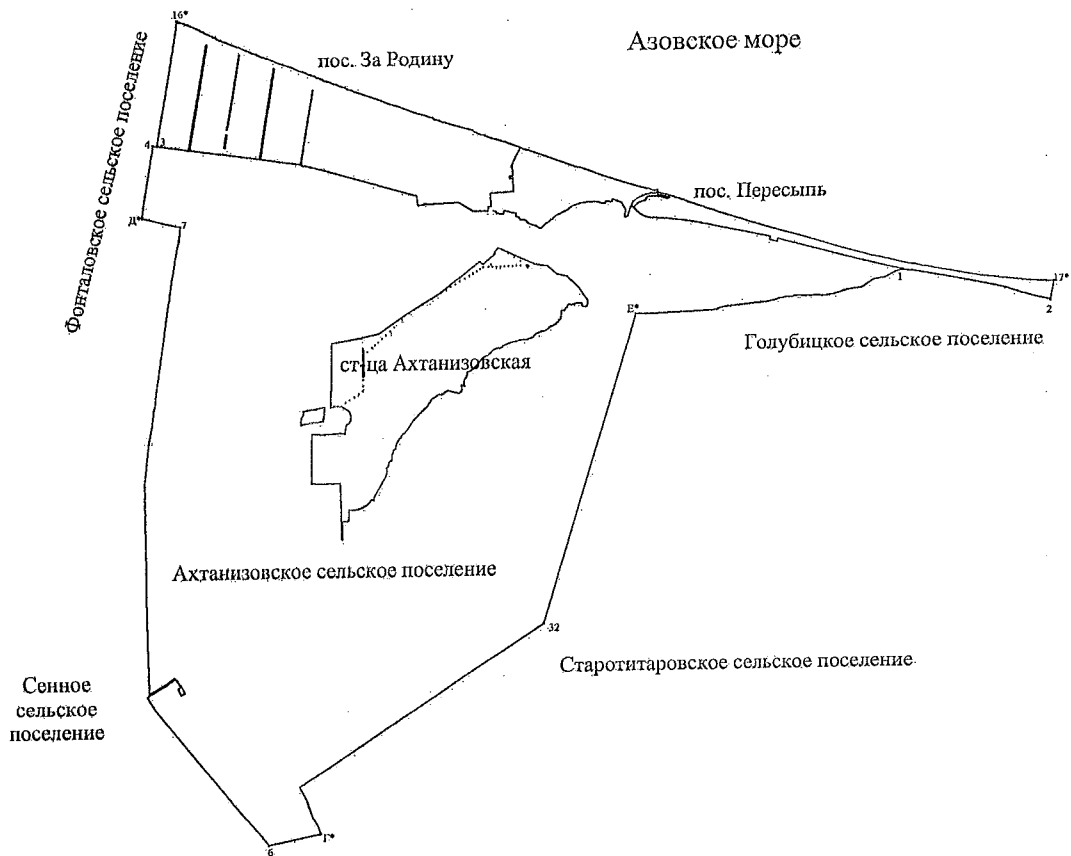 16*
Азовское море
пос. За Родину
Фонталовское сельское поселение
4
3
пос. Пересыпь
Д*
7
1
17*
2
Е*
Голубицкое сельское поселение
ст-ца Ахтанизовская
Ахтанизовское сельское поселение
32
Старотитаровское сельское поселение
Сенное
сельское
поселение
Г*
6